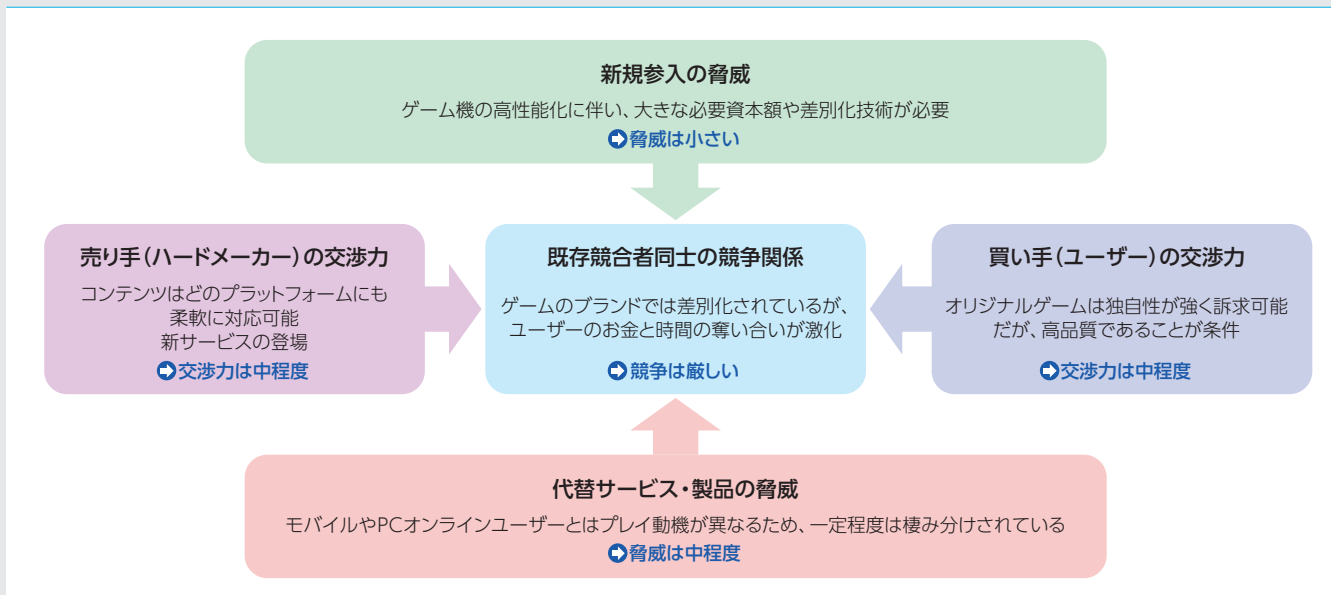 新規参入の脅威
ゲーム機の高性能化に伴い、大きな必要資本額や差別化技術が必要
脅威は小さい
売り手（ハードメーカー）の交渉力
コンテンツはどのプラットフォームにも
柔軟に対応可能
新サービスの登場
交渉力は中程度
既存競合者同士の競争関係
ゲームのブランドでは差別化されているが、
ユーザーのお金と時間の奪い合いが激化
競争は厳しい
買い手（ユーザー）の交渉力
オリジナルゲームは独自性が強く訴求可能
だが、高品質であることが条件
交渉力は中程度
代替サービス・製品の脅威
モバイルやPCオンラインユーザーとはプレイ動機が異なるため、一定程度は棲み分けされている
脅威は中程度